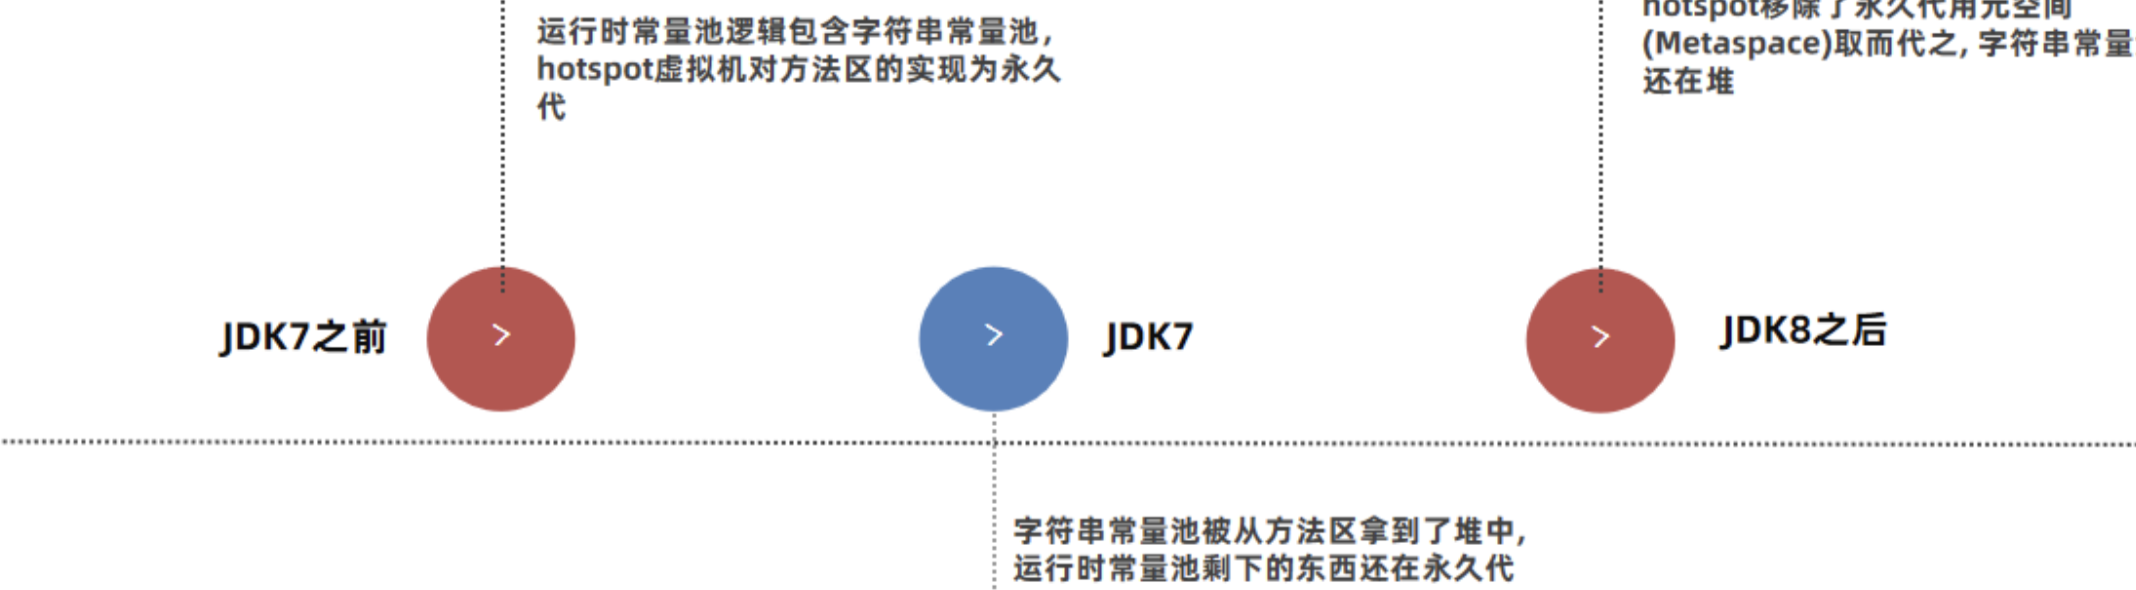 运行时常量池逻辑包含字符串常量池，
hotspot虚拟机对方法区的实现为永久
代
hotspot移除了永久代用元空间
(Metaspace)取而代之, 字符串常量
还在堆
JDK7之前
JDK7
JDK8之后
字符串常量池被从方法区拿到了堆中,
运行时常量池剩下的东西还在永久代